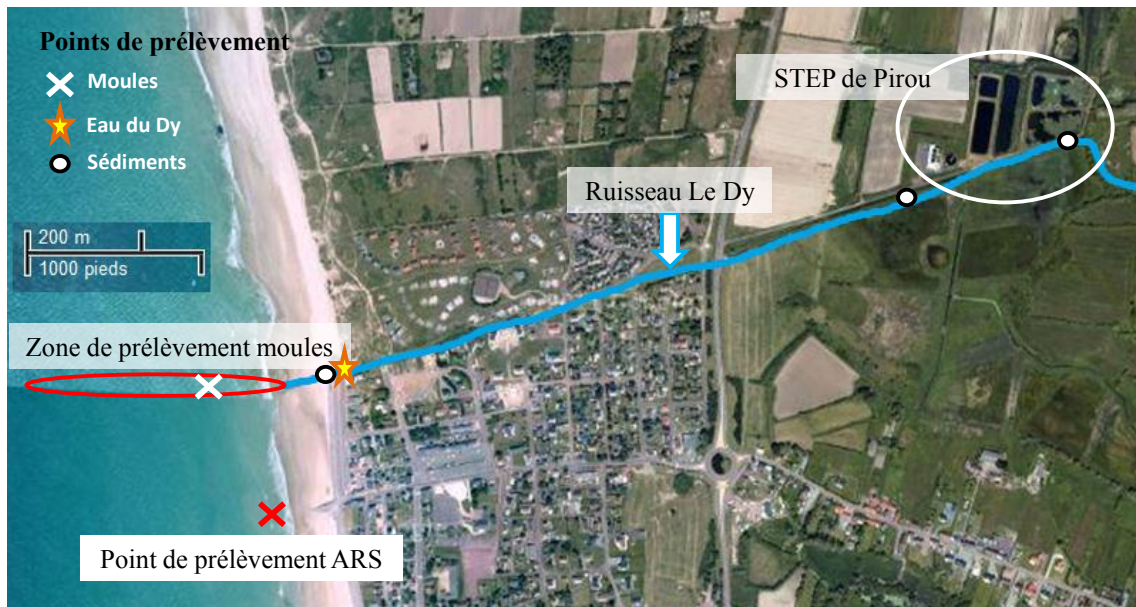 Points de prélèvement
Moules
Eau du Dy
Sédiments
STEP de Pirou
Ruisseau Le Dy
200 m
1000 pieds
Zone de prélèvement moules
Point de prélèvement ARS